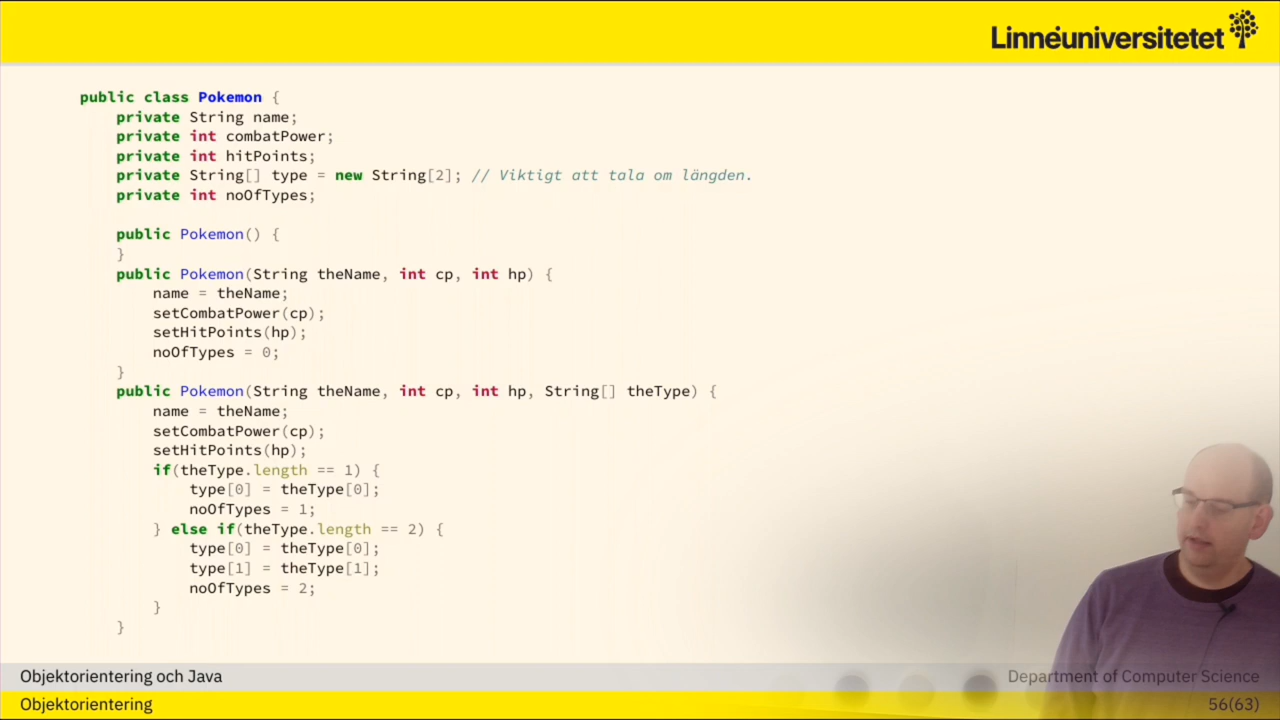 Linnéuniversitetet
public class Pokemon {
    private String name;
    private int combatPower;
    private int hitPoints;
    private String[] type = new String[2]; // Viktigt att tala om längden.
    private int noOfTypes;

    public Pokemon() {
    }
    public Pokemon(String theName, int cp, int hp) {
        name = theName;
        setCombatPower(cp);
        setHitPoints(hp);
        noOfTypes = 0;
    }
    public Pokemon(String theName, int cp, int hp, String[] theType) {
        name = theName;
        setCombatPower(cp);
        setHitPoints(hp);
        if(theType.length == 1) {
            type[0] = theType[0];
            noOfTypes = 1;
        } else if(theType.length == 2) {
            type[0] = theType[0];
            type[1] = theType[1];
            noOfTypes = 2;
        }
    }
Objektorientering och Java
Department of Computer Science
Objektorientering
56(63)